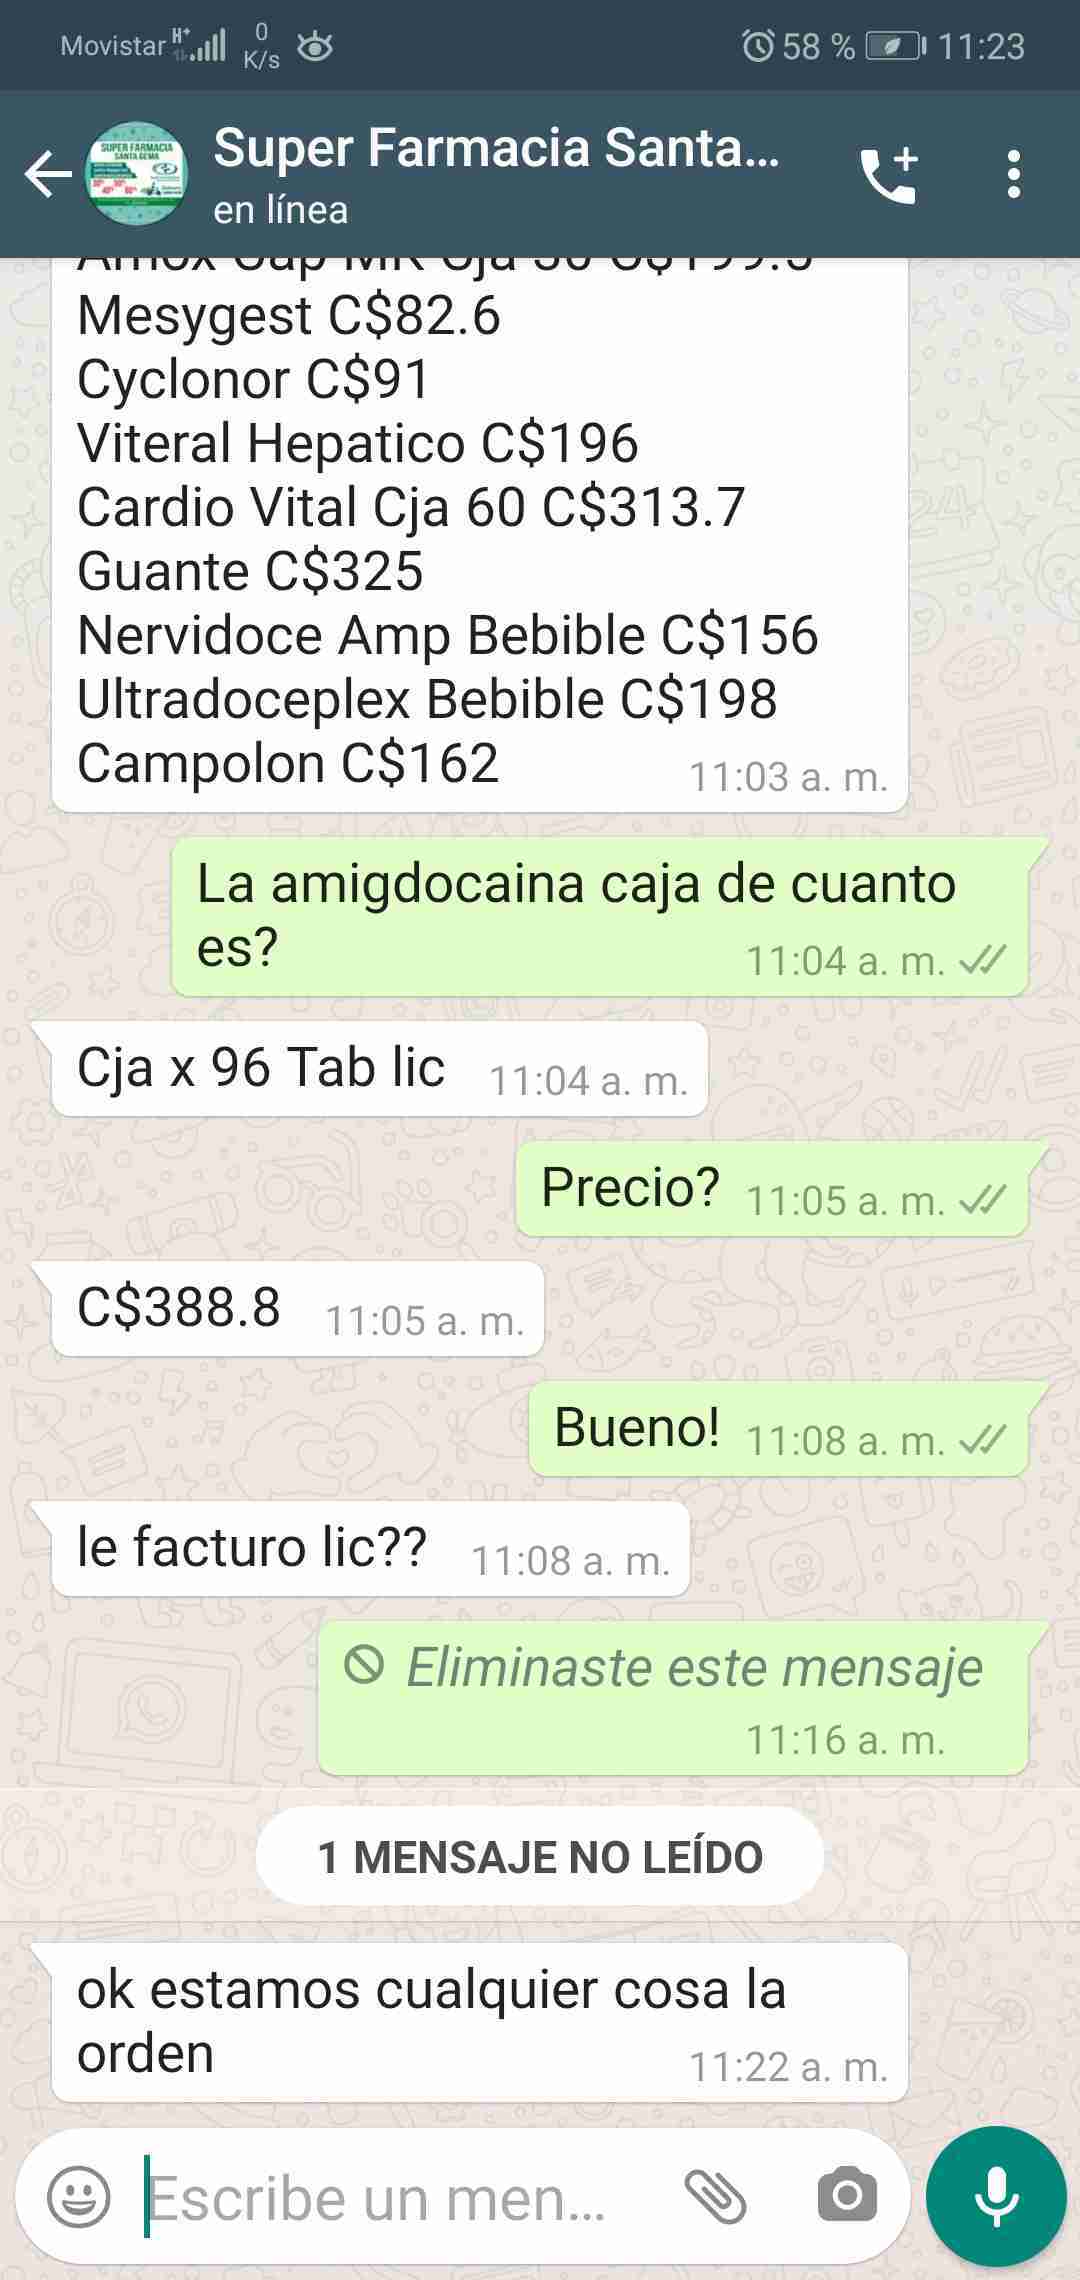 Movistar H+ 0 K/s 58 % 11:23
SUPER FARMACIA
SANTA GEMA
Super Farmacia Santa...
en línea
Mesygest C$82.6
Cyclonor C$91
Viteral Hepatico C$196
Cardio Vital Cja 60 C$313.7
Guante C$325
Nervidoce Amp Bebible C$156
Ultradoceplex Bebible C$198
Campolon C$162
11:03 a. m.
La amigdocaina caja de cuanto
es?
11:04 a. m.
Cja x 96 Tab lic 11:04 a. m.
Precio? 11:05 a. m.
C$388.8 11:05 a. m.
Bueno! 11:08 a. m.
le facturo lic?? 11:08 a. m.
Eliminaste este mensaje
11:16 a. m.
1 MENSAJE NO LEÍDO
ok estamos cualquier cosa la
orden
11:22 a. m.
Escribe un men...